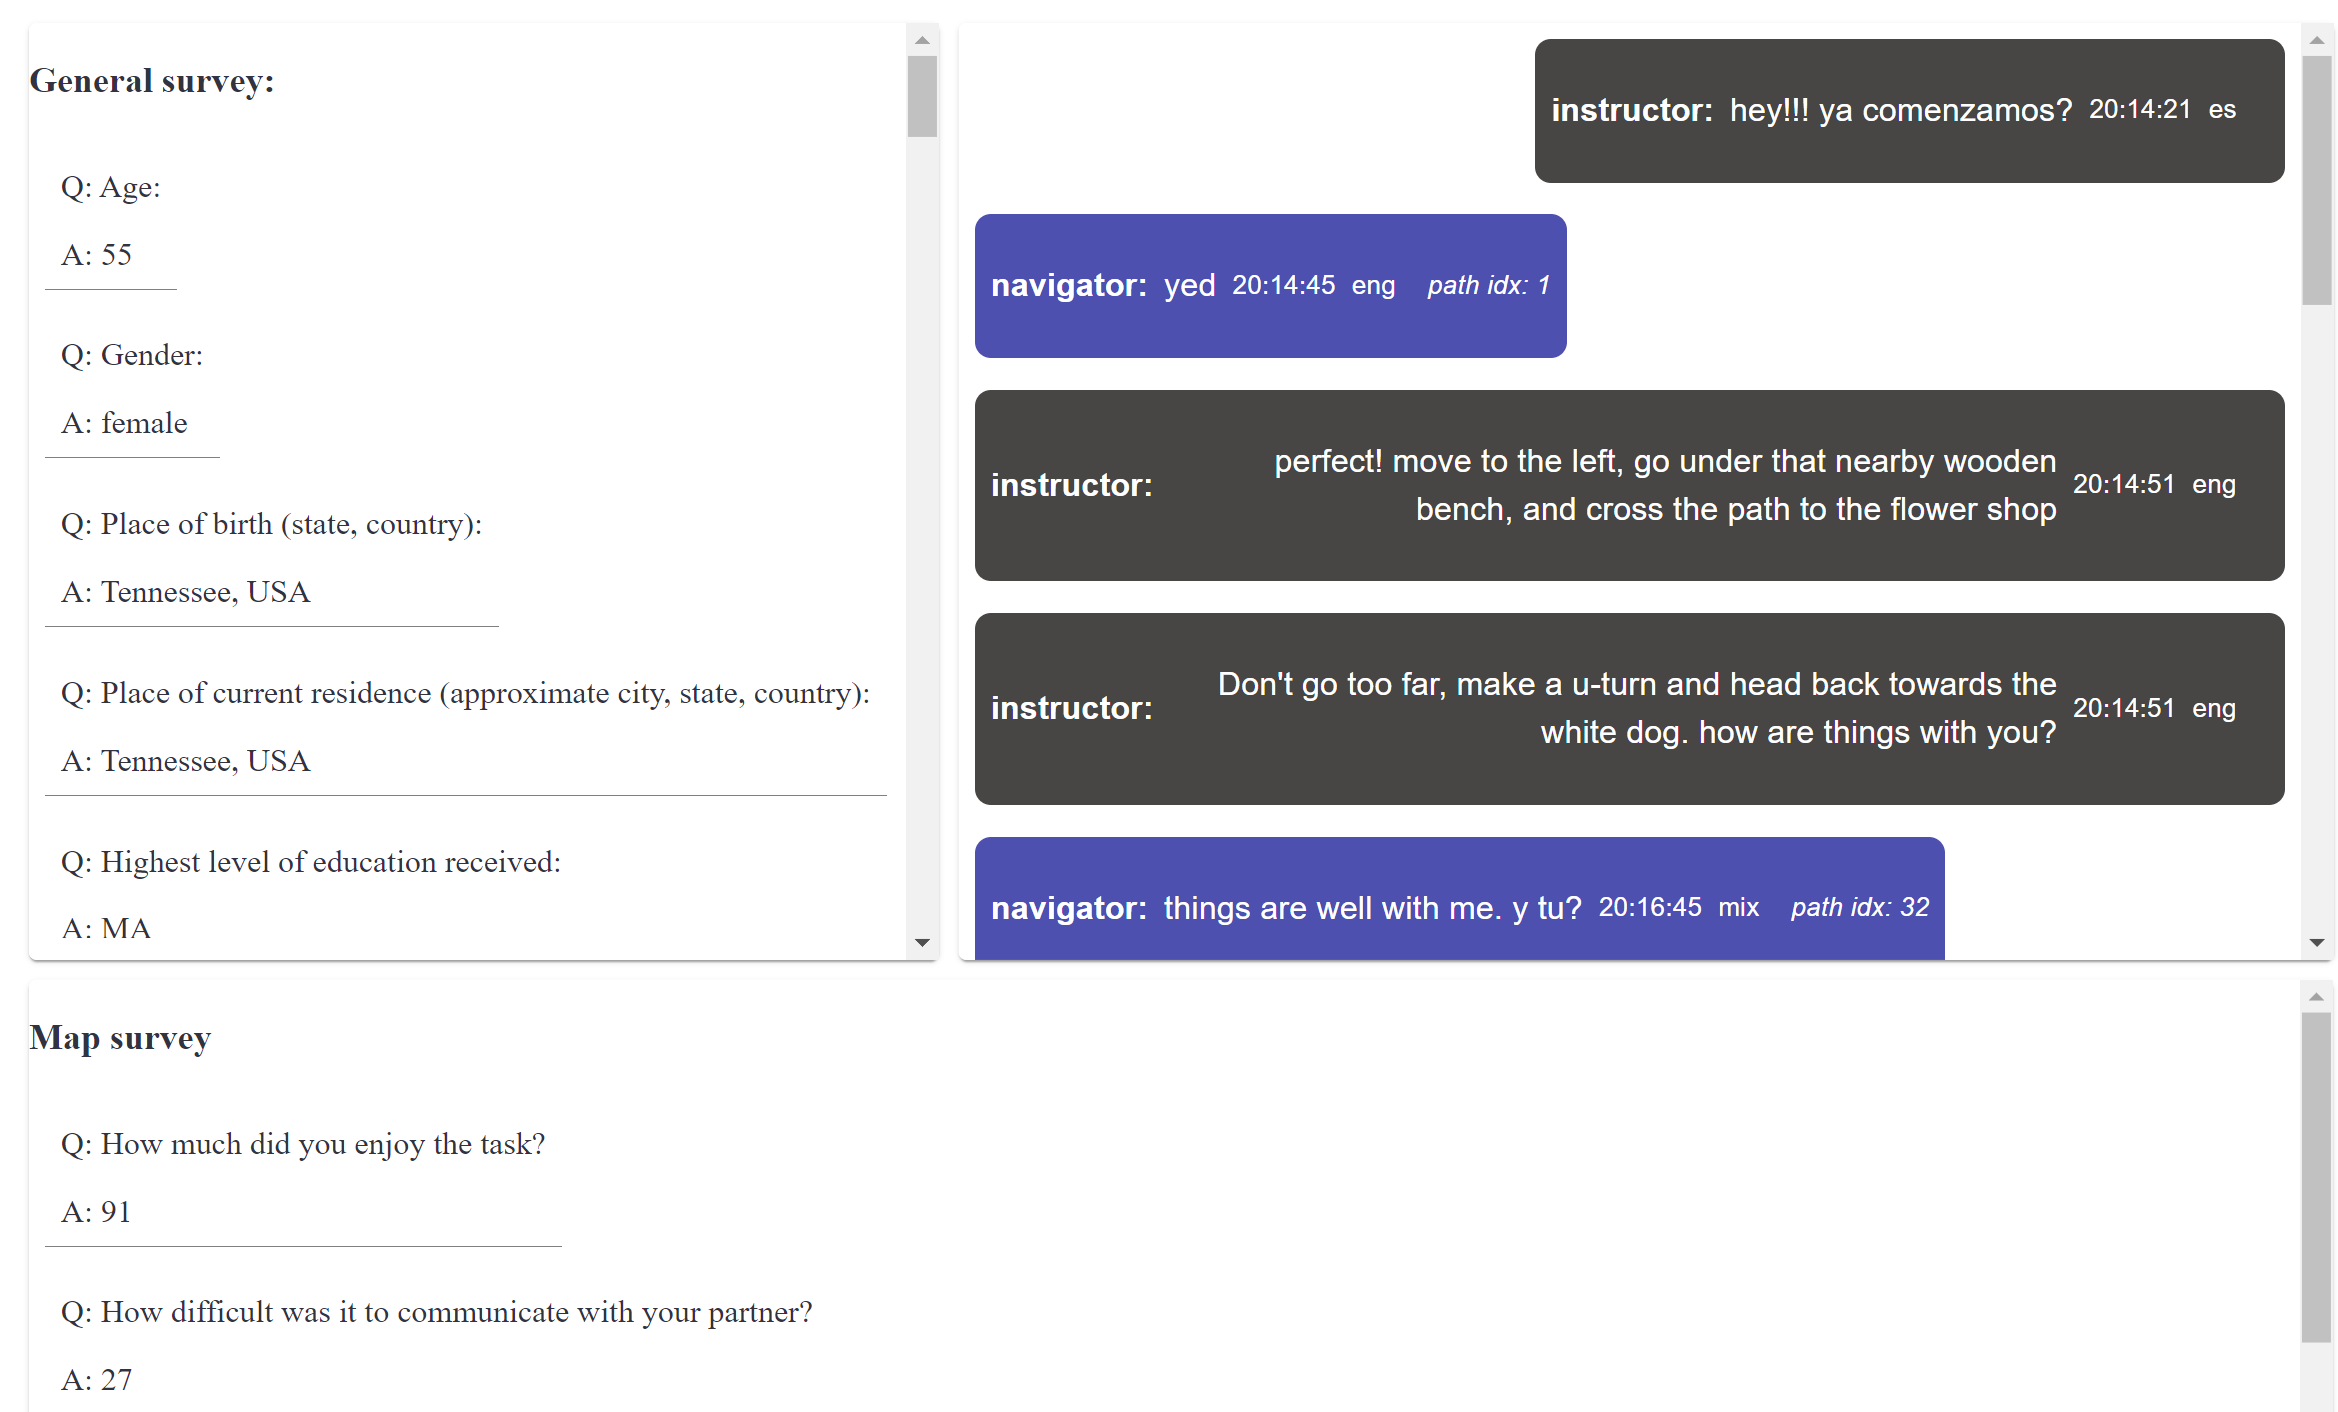 General survey:
Q: Age:
A: 55
Q: Gender:
A: female
Q: Place of birth (state, country):
A: Tennessee, USA
Q: Place of current residence (approximate city, state, country):
A: Tennessee, USA
Q: Highest level of education received:
A: MA
instructor: hey!!! ya comenzamos? 20:14:21 es
navigator: yed 20:14:45 eng path idx: 1
instructor: perfect! move to the left, go under that nearby wooden
bench, and cross the path to the flower shop 20:14:51 eng
instructor: Don't go too far, make a u-turn and head back towards the
white dog. how are things with you? 20:14:51 eng
navigator: things are well with me. y tu? 20:16:45 mix path idx: 32
Map survey
Q: How much did you enjoy the task?
A: 91
Q: How difficult was it to communicate with your partner?
A: 27